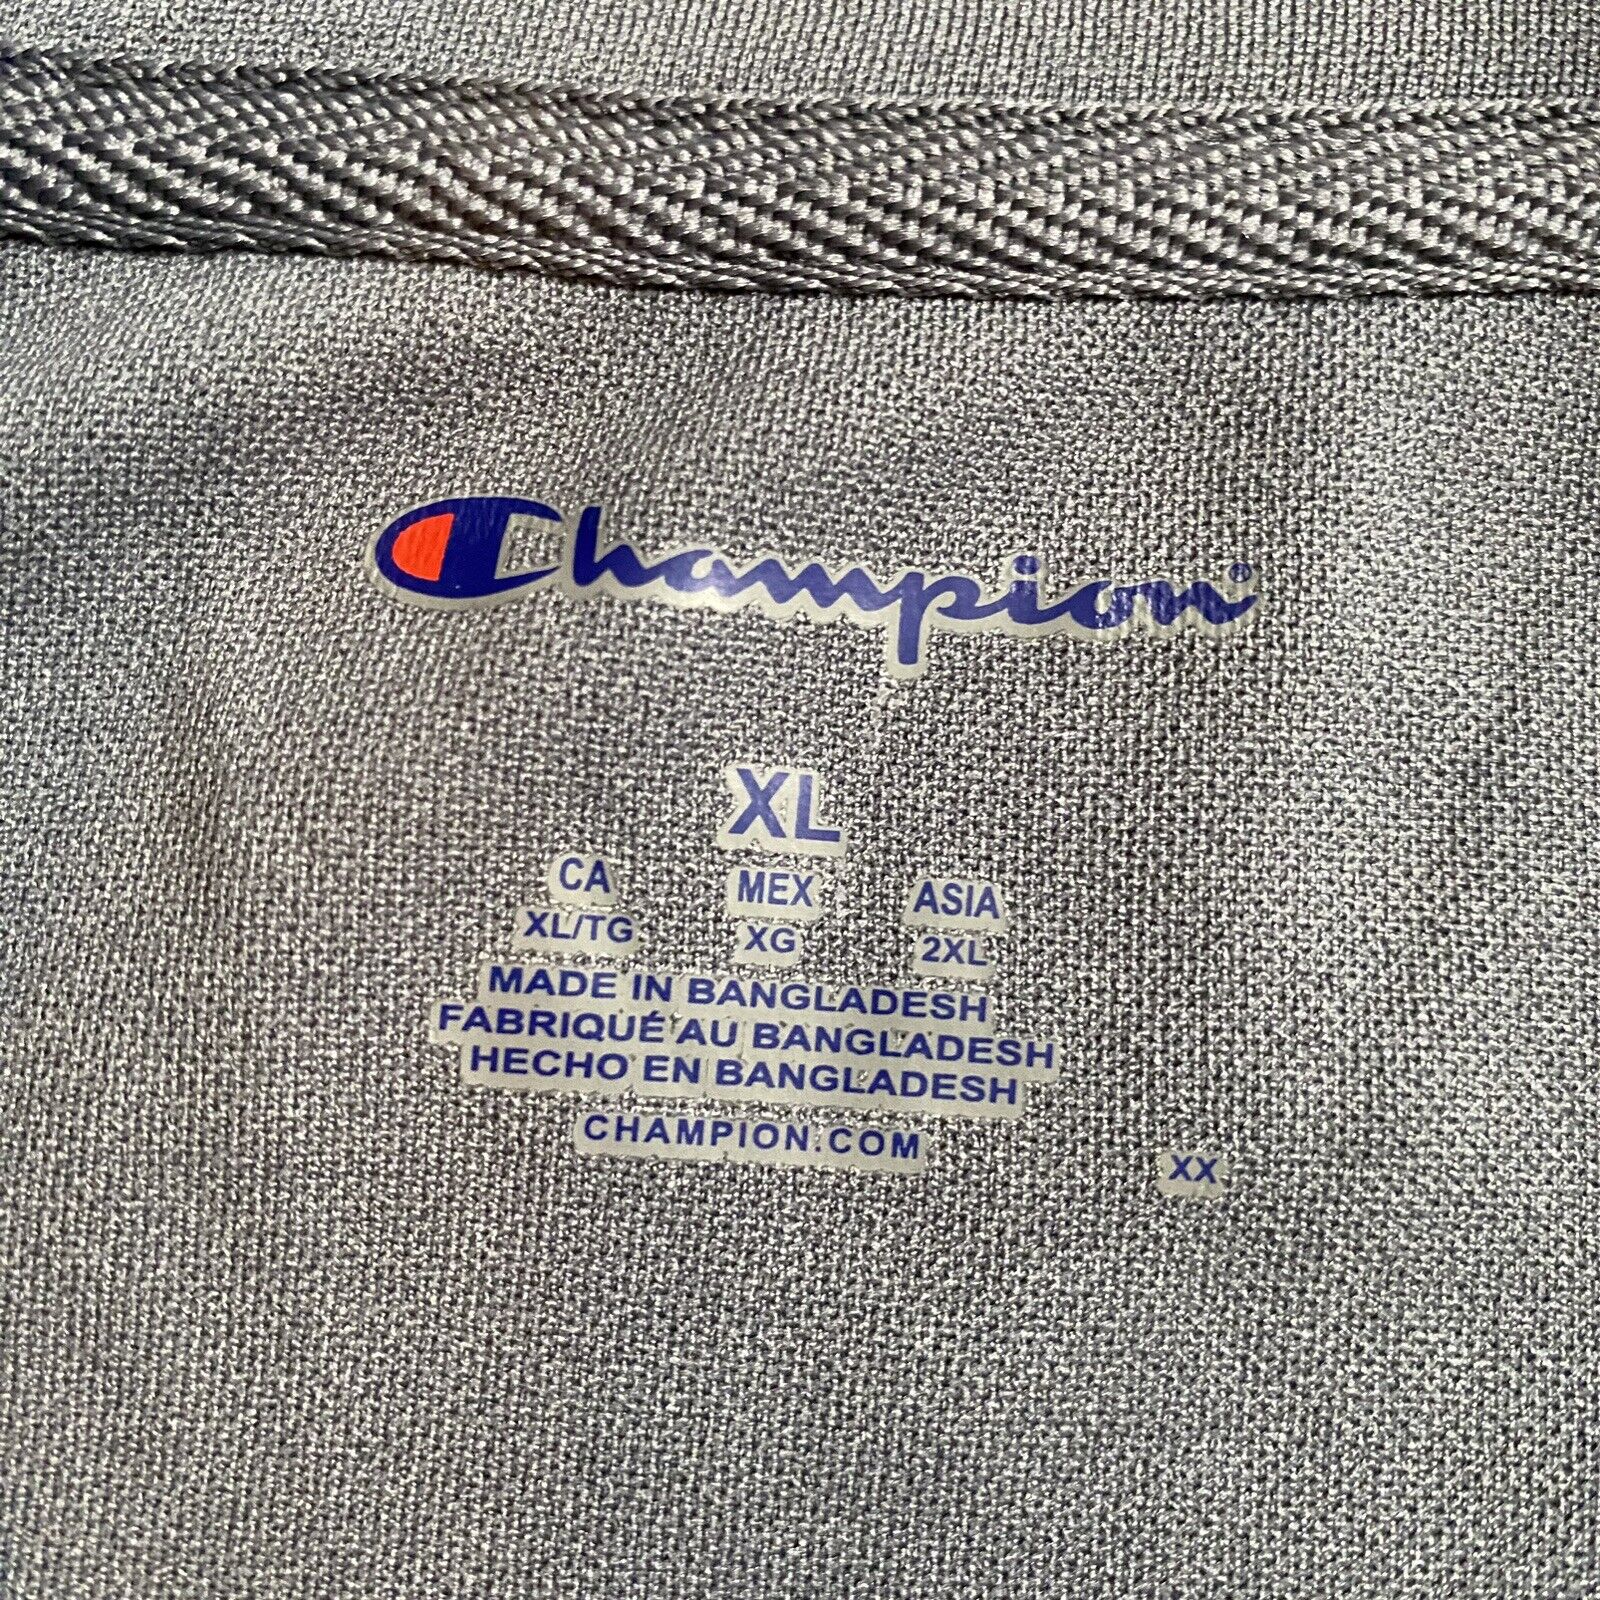 Champion®
XL
CA MEX ASIA
XL/TG XG 2XL
MADE IN BANGLADESH
FABRIQUÉ AU BANGLADESH
HECHO EN BANGLADESH
CHAMPION.COM
XX